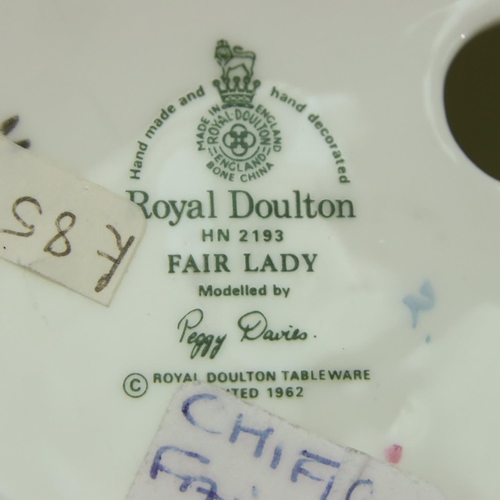 Hand made and hand decorated
MADE IN ENGLAND
ROYAL·DOULTON
·ENGLAND·
BONE CHINA
Royal Doulton
HN 2193
FAIR LADY
Modelled by
Peggy Davies.
© ROYAL DOULTON TABLEWARE
1962
F 85